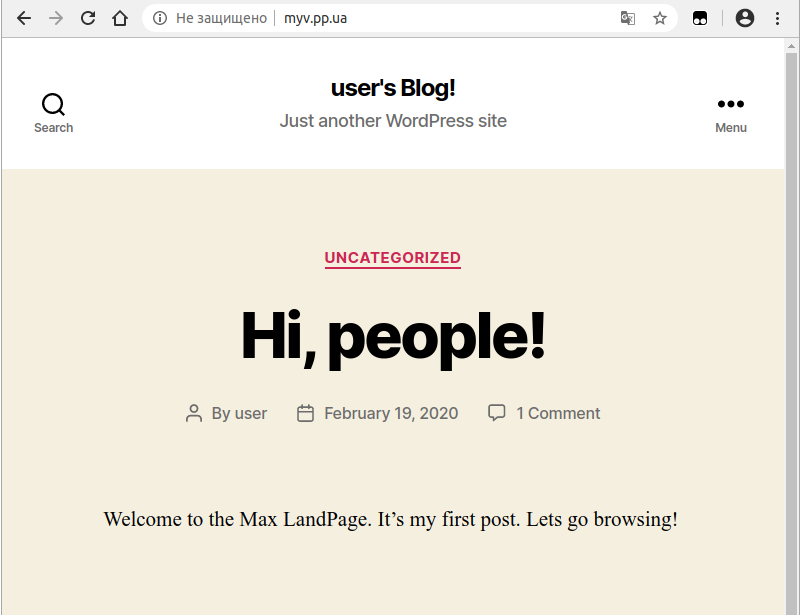 Не защищено myv.pp.ua
user's Blog!
Just another WordPress site
Search
Menu
UNCATEGORIZED
Hi, people!
By user February 19, 2020 1 Comment
Welcome to the Max LandPage. It’s my first post. Lets go browsing!